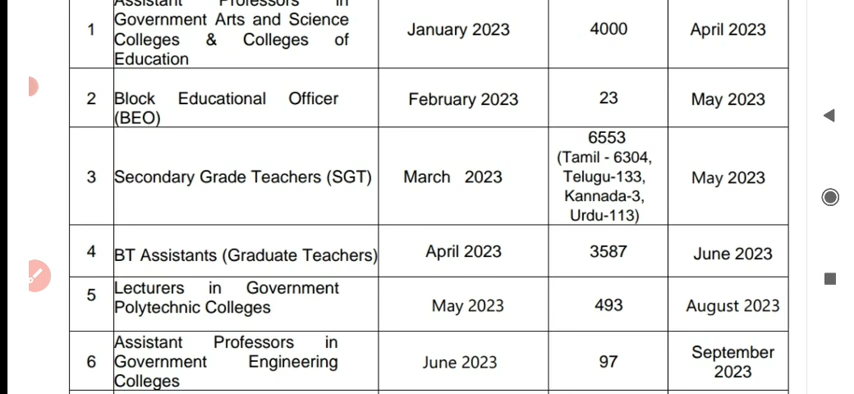 Assistant Professors in
Government Arts and Science
Colleges & Colleges of
Education
1
January 2023
4000
April 2023
2
Block Educational Officer
(BEO)
February 2023
23
May 2023
3
Secondary Grade Teachers (SGT)
March 2023
6553
(Tamil - 6304,
Telugu-133,
Kannada-3,
Urdu-113)
May 2023
4
BT Assistants (Graduate Teachers)
April 2023
3587
June 2023
5
Lecturers in Government
Polytechnic Colleges
May 2023
493
August 2023
6
Assistant Professors in
Government Engineering
Colleges
June 2023
97
September
2023